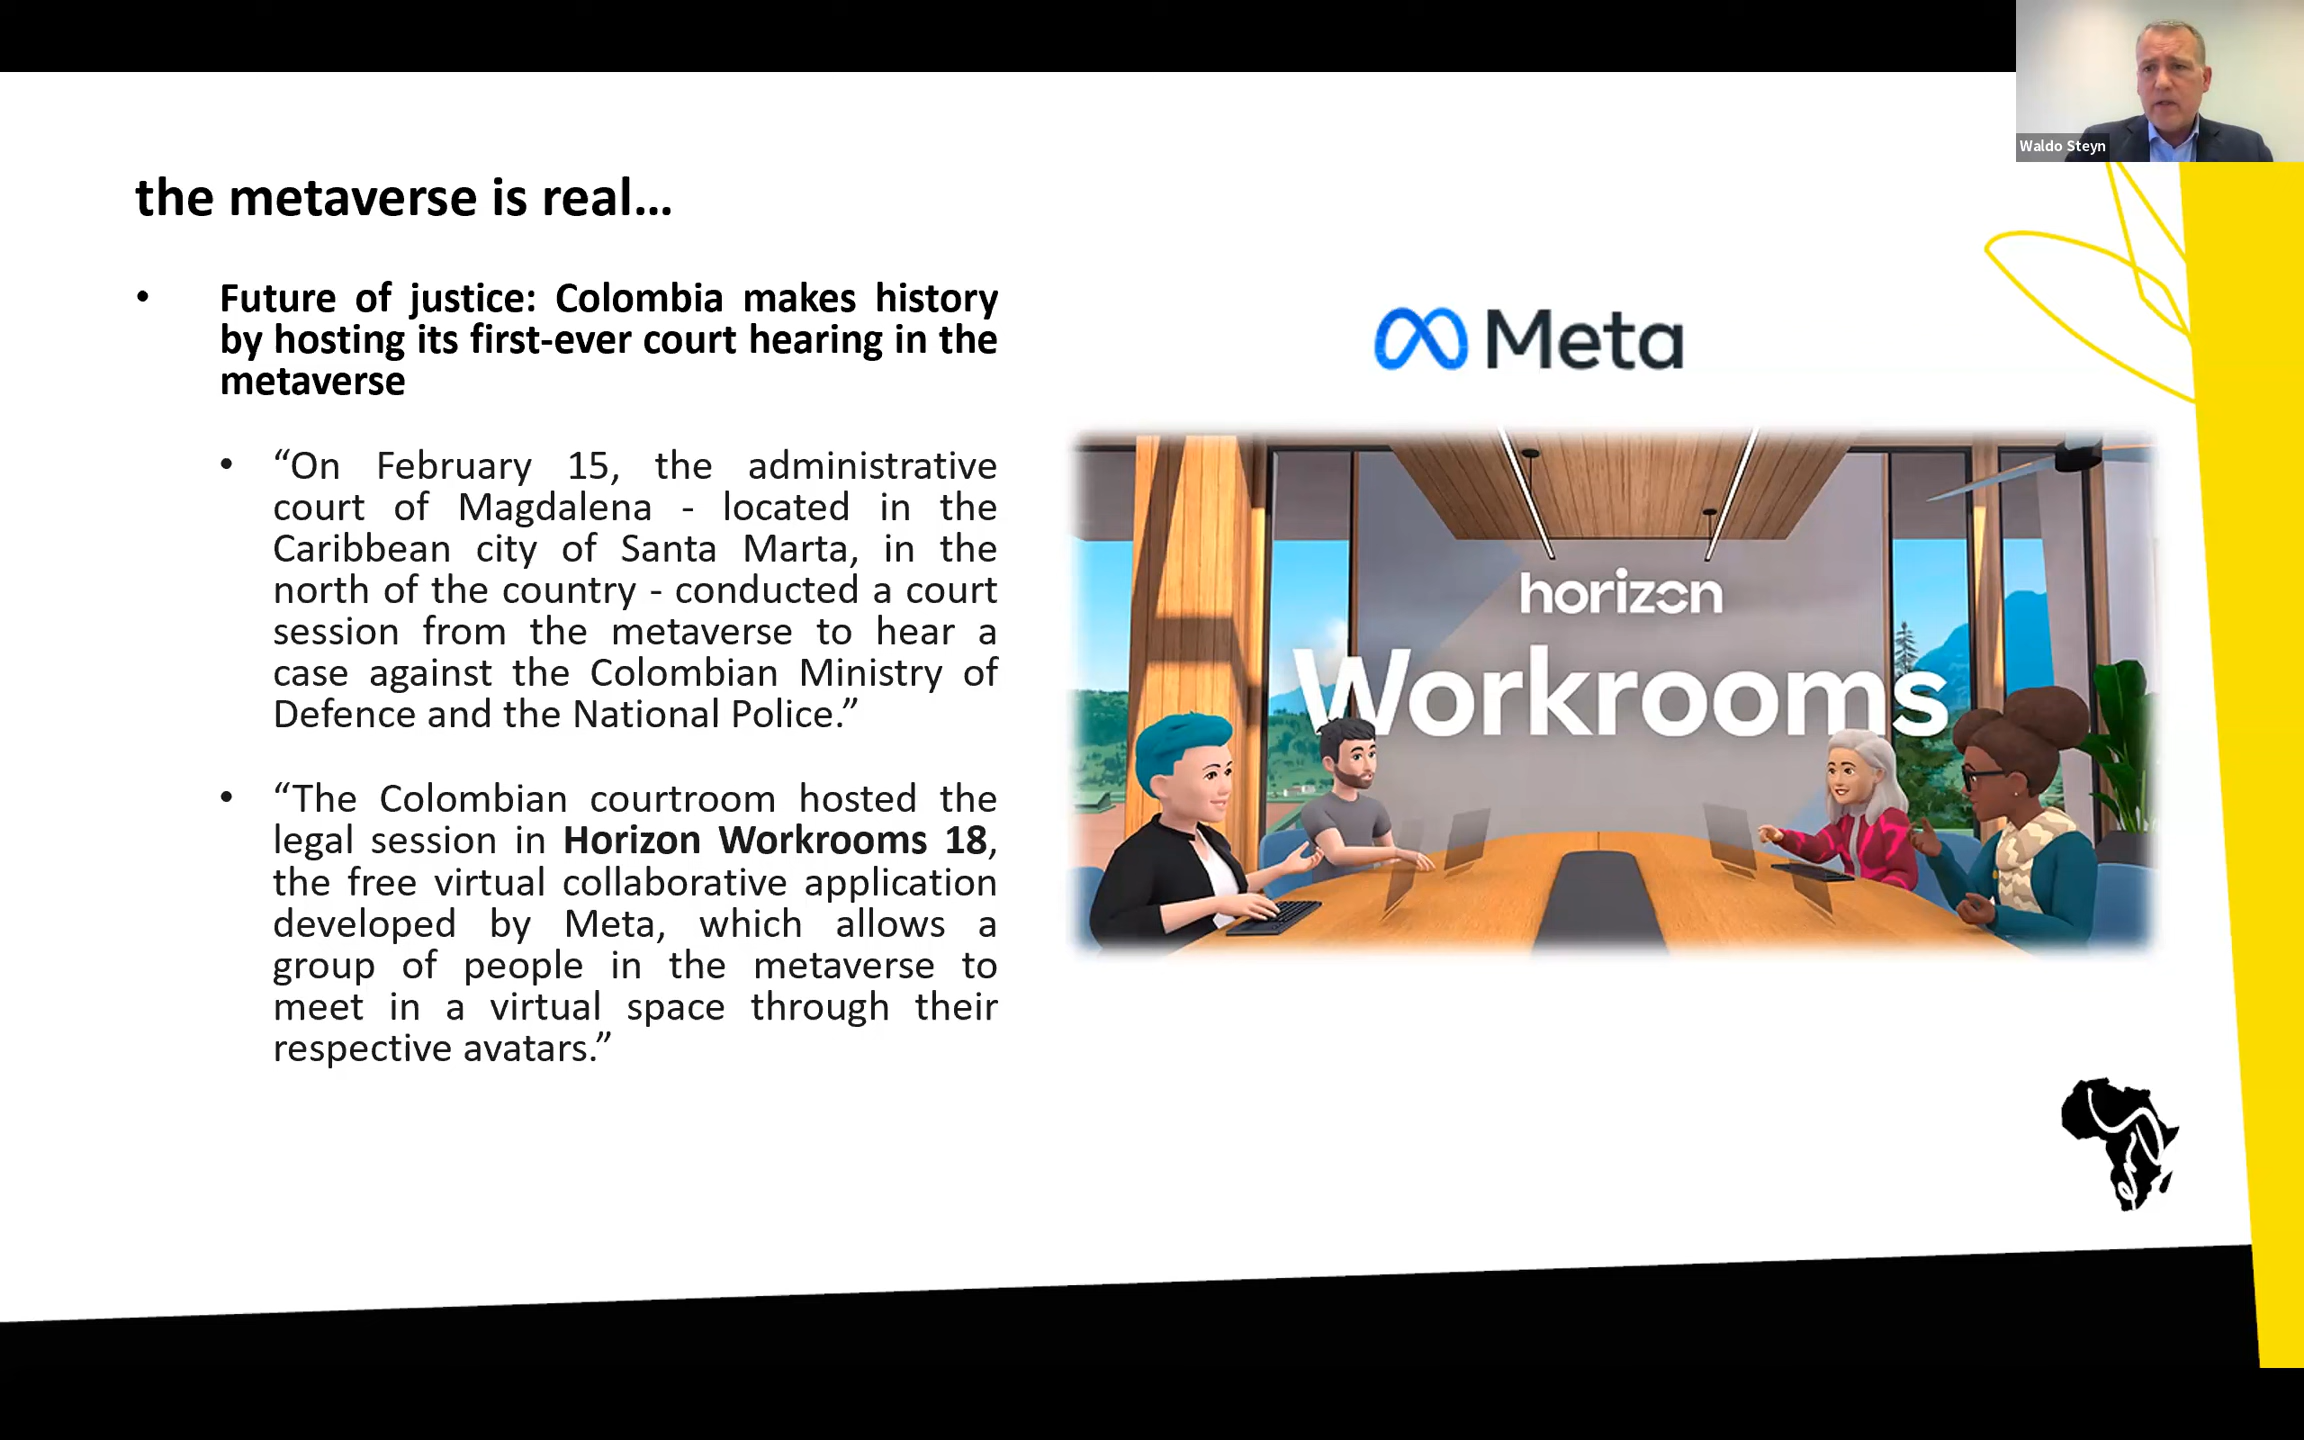 Waldo Steyn
the metaverse is real...
• Future of justice: Colombia makes history
by hosting its first-ever court hearing in the
metaverse
• “On February 15, the administrative
court of Magdalena - located in the
Caribbean city of Santa Marta, in the
north of the country - conducted a court
session from the metaverse to hear a
case against the Colombian Ministry of
Defence and the National Police.”
• “The Colombian courtroom hosted the
legal session in Horizon Workrooms 18,
the free virtual collaborative application
developed by Meta, which allows a
group of people in the metaverse to
meet in a virtual space through their
respective avatars.”
Meta
horizon
Workrooms